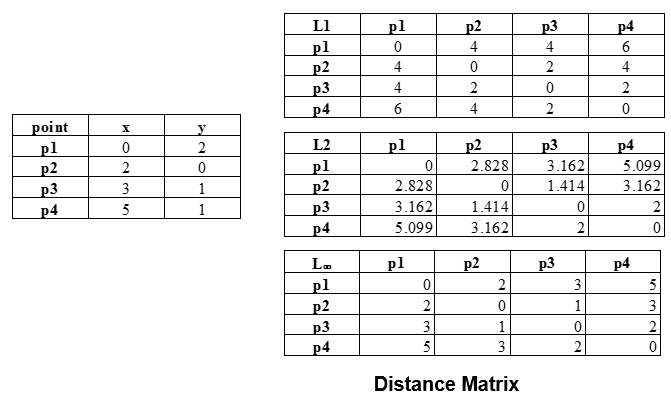 point x y
p1 0 2
p2 2 0
p3 3 1
p4 5 1
L1 p1 p2 p3 p4
p1 0 4 4 6
p2 4 0 2 4
p3 4 2 0 2
p4 6 4 2 0
L2 p1 p2 p3 p4
p1 0 2.828 3.162 5.099
p2 2.828 0 1.414 3.162
p3 3.162 1.414 0 2
p4 5.099 3.162 2 0
L∞ p1 p2 p3 p4
p1 0 2 3 5
p2 2 0 1 3
p3 3 1 0 2
p4 5 3 2 0
Distance Matrix